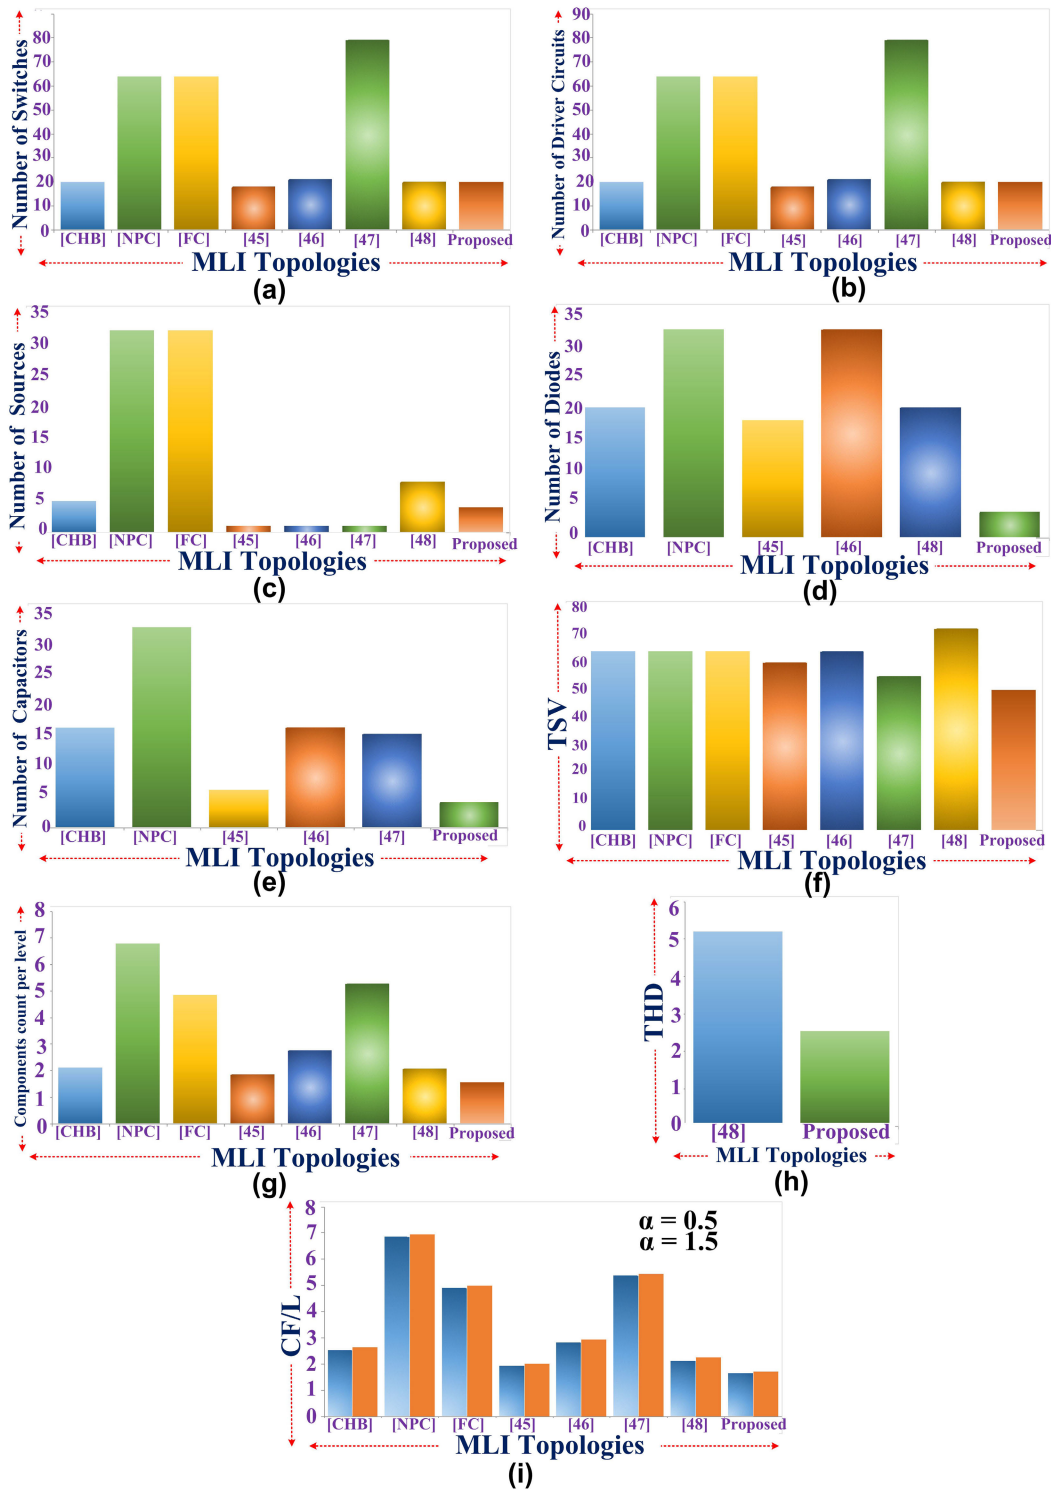 Number of Switches
80
70
60
50
40
30
20
10
0
[CHB] [NPC] [FC] [45] [46] [47] [48] Proposed
MLI Topologies
(a)
Number of Driver Circuits
90
80
70
60
50
40
30
20
10
0
[CHB] [NPC] [FC] [45] [46] [47] [48] Proposed
MLI Topologies
(b)
Number of Sources
35
30
25
20
15
10
5
0
[CHB] [NPC] [FC] [45] [46] [47] [48] Proposed
MLI Topologies
(c)
Number of Diodes
35
30
25
20
15
10
5
0
[CHB] [NPC] [45] [46] [48] Proposed
MLI Topologies
(d)
Number of Capacitors
35
30
25
20
15
10
5
0
[CHB] [NPC] [45] [46] [47] Proposed
MLI Topologies
(e)
TSV
80
70
60
50
40
30
20
10
0
[CHB] [NPC] [FC] [45] [46] [47] [48] Proposed
MLI Topologies
(f)
Components count per level
8
7
6
5
4
3
2
1
0
[CHB] [NPC] [FC] [45] [46] [47] [48] Proposed
MLI Topologies
(g)
THD
6
5
4
3
2
1
0
[48] Proposed
MLI Topologies
(h)
CF/L
8
7
6
5
4
3
2
1
0
α = 0.5
α = 1.5
[CHB] [NPC] [FC] [45] [46] [47] [48] Proposed
MLI Topologies
(i)